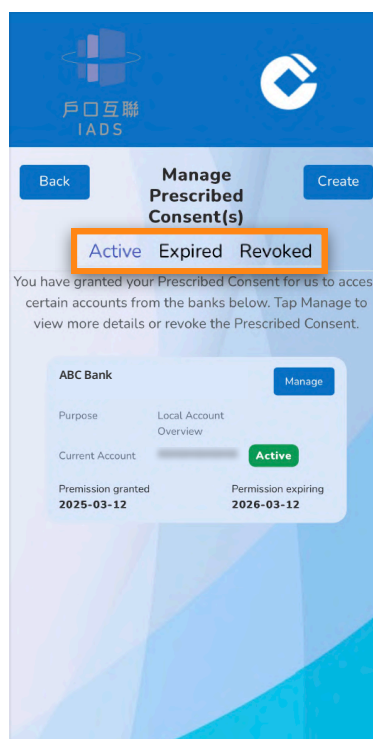 戶口互聯
IADS
Back
Manage
Prescribed
Consent(s)
Create
Active Expired Revoked
You have granted your Prescribed Consent for us to acces
certain accounts from the banks below. Tap Manage to
view more details or revoke the Prescribed Consent.
ABC Bank
Manage
Purpose
Local Account
Overview
Current Account
Active
Premission granted
Permission expiring
2025-03-12
2026-03-12